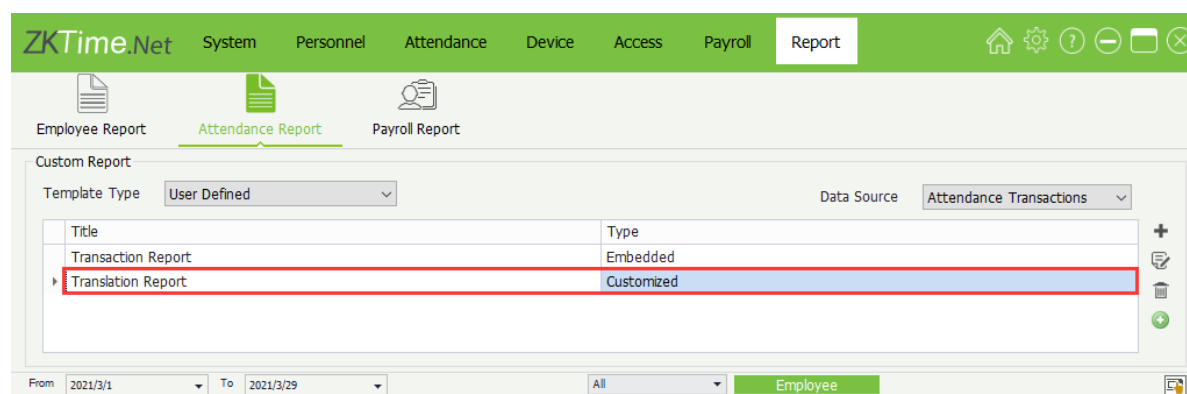 ZKTime.Net System Personnel Attendance Device Access Payroll Report
Employee Report Attendance Report Payroll Report
Custom Report
Template Type User Defined Data Source Attendance Transactions
Title Type
Transaction Report Embedded
Translation Report Customized
From 2021/3/1 To 2021/3/29 All Employee